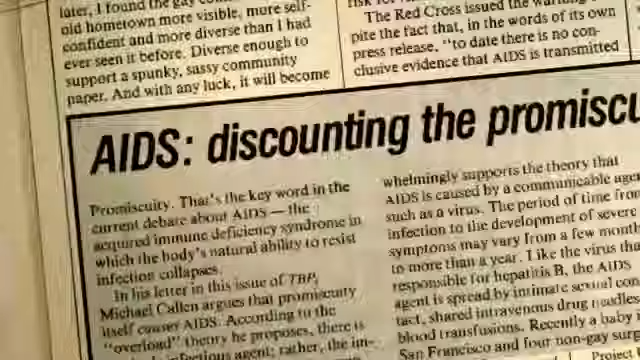 later, I found the gay
old hometown more visible, more self-
confident and more diverse than I had
ever seen it before. Diverse enough to
support a spunky, sassy community
paper. And with any luck, it will become
The Red Cross issued the
pite the fact that, in the words of its own
press release, "to date there is no con-
clusive evidence that AIDS is transmitted
AIDS: discounting the promiscu
Promiscuity. That's the key word in the
current debate about AIDS — the
acquired immune deficiency syndrome in
which the body's natural ability to resist
infection collapses.
In his letter in this issue of TBP,
Michael Callen argues that promiscuity
itself causes AIDS. According to the
"overload" theory he proposes, there is
infectious agent; rather, the im-
whelmingly supports the theory that
AIDS is caused by a communicable agen
such as a virus. The period of time from
infection to the development of severe
symptoms may vary from a few month
to more than a year. Like the virus tha
responsible for hepatitis B, the AIDS
agent is spread by intimate sexual con
tact, shared intravenous drug needles
blood transfusions. Recently a baby i
San Francisco and four non-gay surg
Project